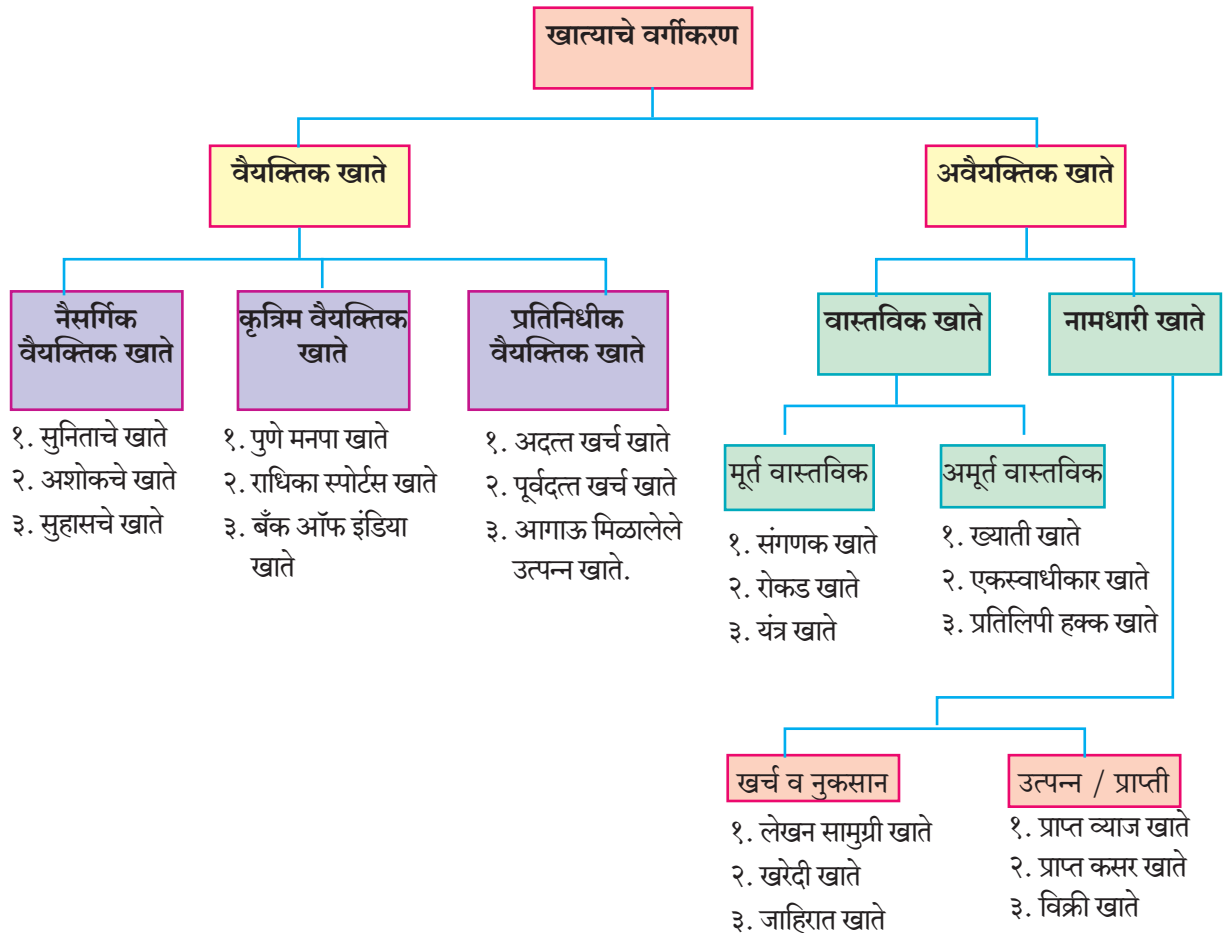 खात्याचे वर्गीकरण
वैयक्तिक खाते
अवैयक्तिक खाते
नैसर्गिक
वैयक्तिक खाते
कृत्रिम वैयक्तिक
खाते
प्रतिनिधीक
वैयक्तिक खाते
वास्तविक खाते
नामधारी खाते
१. सुनिताचे खाते
२. अशोकचे खाते
३. सुहासचे खाते
१. पुणे मनपा खाते
२. राधिका स्पोर्टस खाते
३. बँक ऑफ इंडिया
खाते
१. अदत्त खर्च खाते
२. पूर्वदत्त खर्च खाते
३. आगाऊ मिळालेले
उत्पन्न खाते.
मूर्त वास्तविक
१. संगणक खाते
२. रोकड खाते
३. यंत्र खाते
अमूर्त वास्तविक
१. ख्याती खाते
२. एकस्वाधीकार खाते
३. प्रतिलिपी हक्क खाते
खर्च व नुकसान
१. लेखन सामुग्री खाते
२. खरेदी खाते
३. जाहिरात खाते
उत्पन्न / प्राप्ती
१. प्राप्त व्याज खाते
२. प्राप्त कसर खाते
३. विक्री खाते